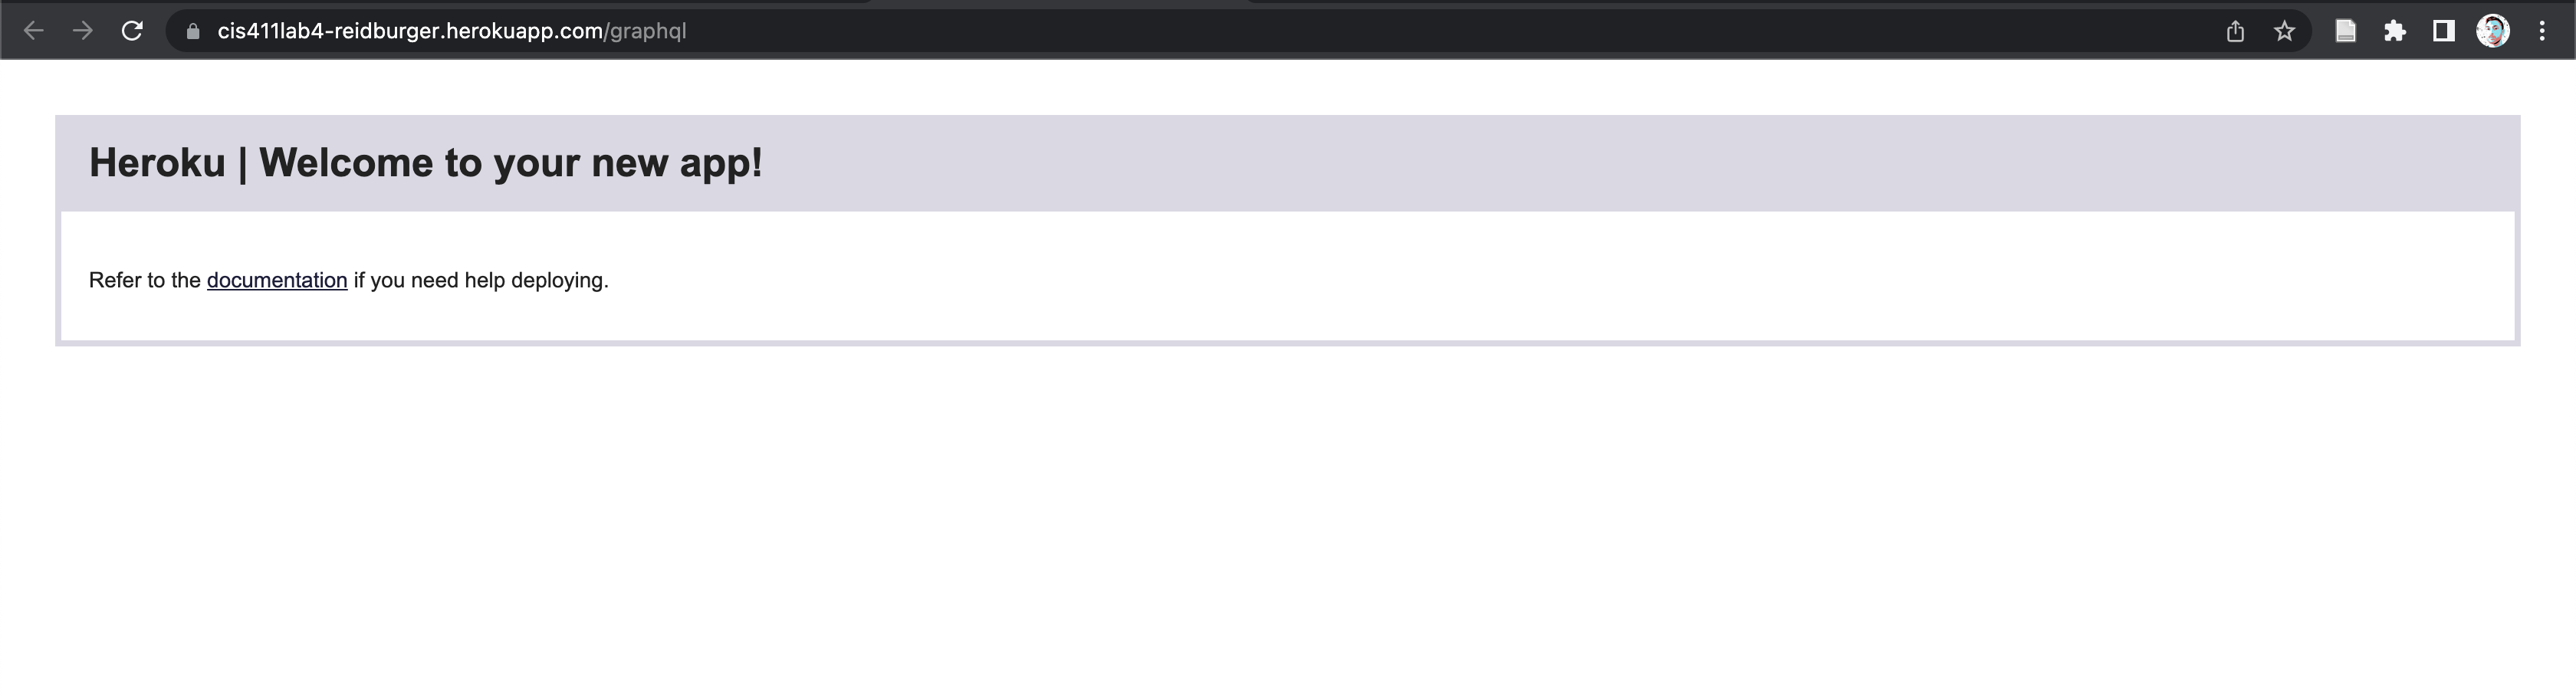 cis411lab4-reidburger.herokuapp.com/graphql
Heroku | Welcome to your new app!
Refer to the documentation if you need help deploying.